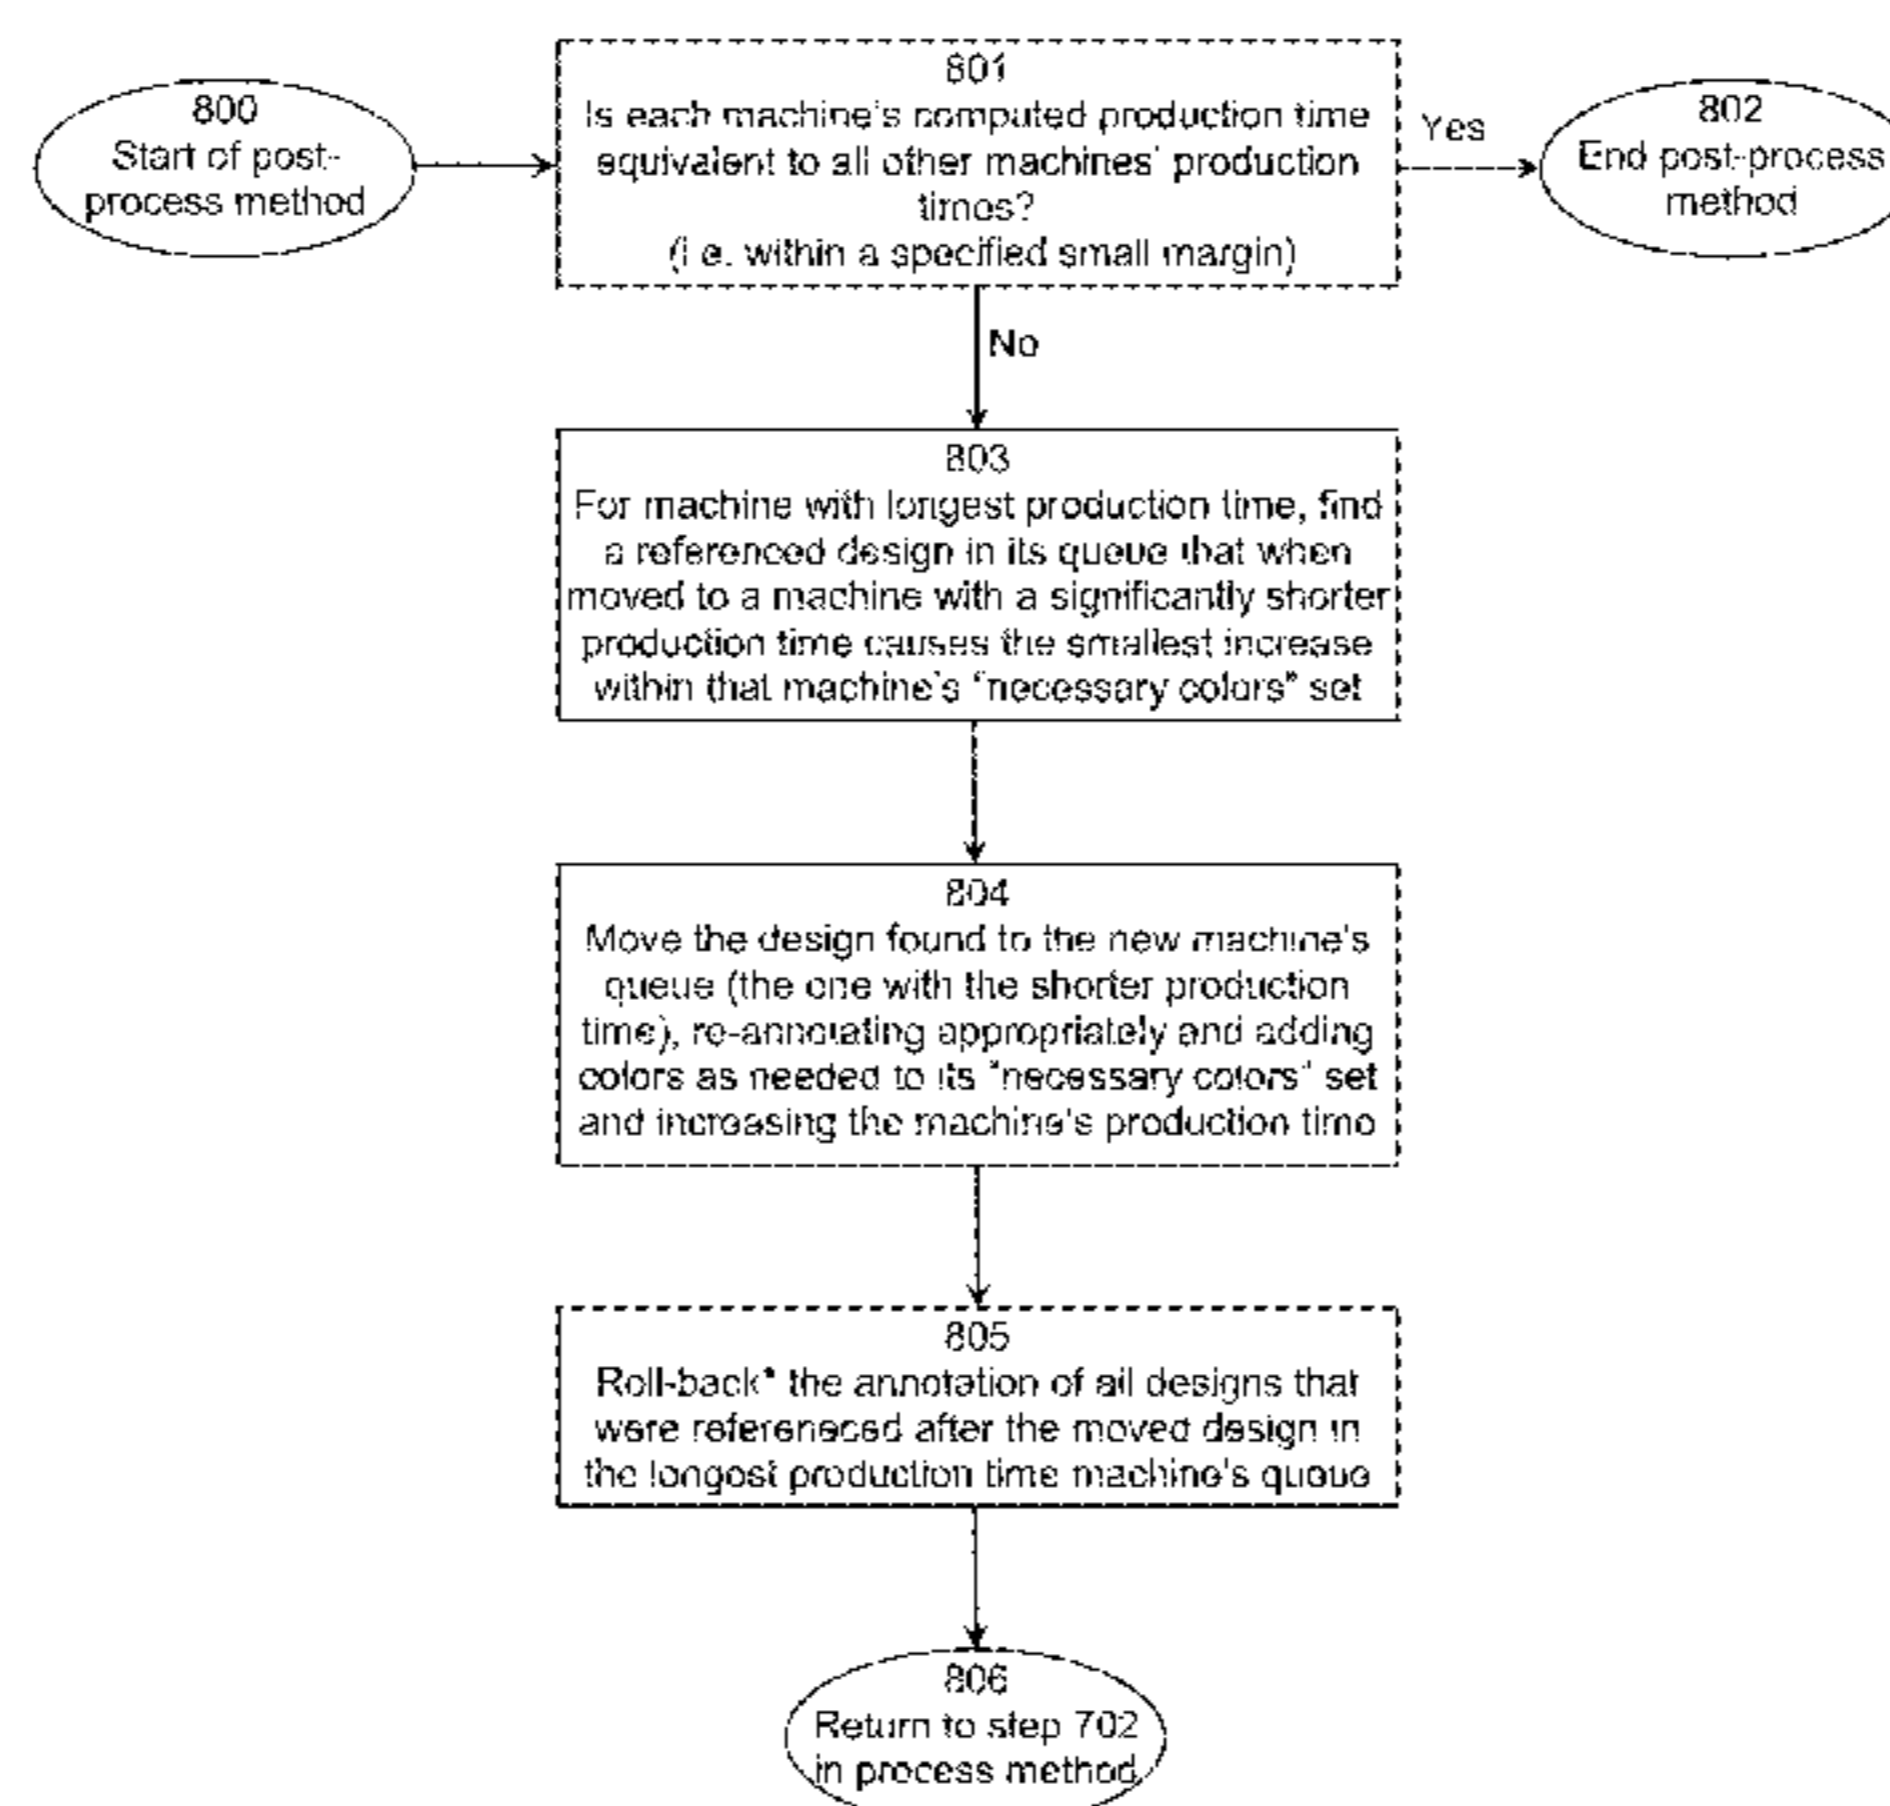 800
Start of post-
process method
801
Is each machine's computed production time
equivalent to all other machines' production
times?
(i.e. within a specified small margin)
Yes
802
End post-process
method
No
803
For machine with longest production time, find
a referenced design in its queue that when
moved to a machine with a significantly shorter
production time causes the smallest increase
within that machine's "necessary colors" set
804
Move the design found to the new machine's
queue (the one with the shorter production
time), re-annotating appropriately and adding
colors as needed to its "necessary colors" set
and increasing the machine's production time
805
Roll-back* the annotation of all designs that
were refereneced after the moved design in
the longest production time machine's queue
806
Return to step 702
in process method